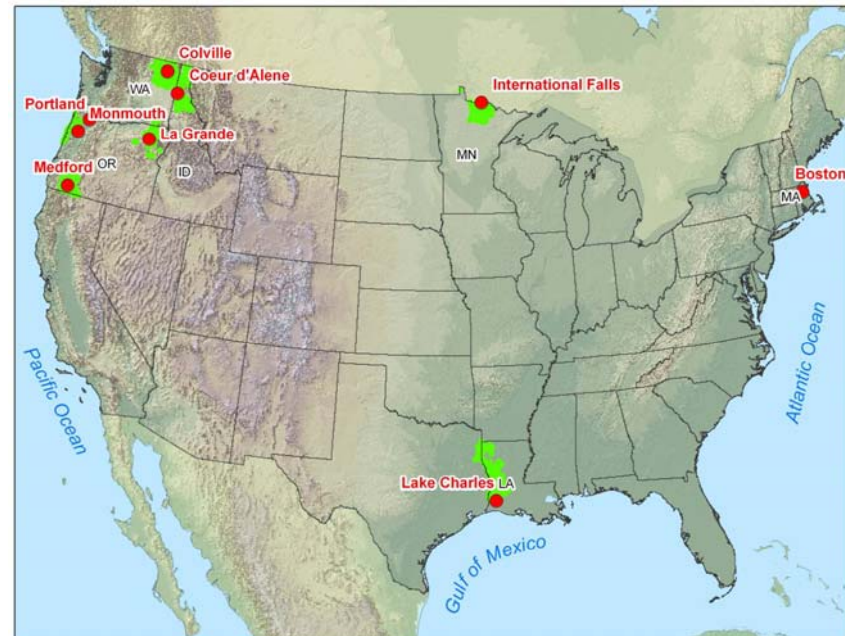 Colville
Coeur d'Alene
WA
International Falls
Portland
Monmouth
La Grande
MN
OR
Medford
ID
Boston
MA
Pacific Ocean
Atlantic Ocean
Lake Charles
LA
Gulf of Mexico